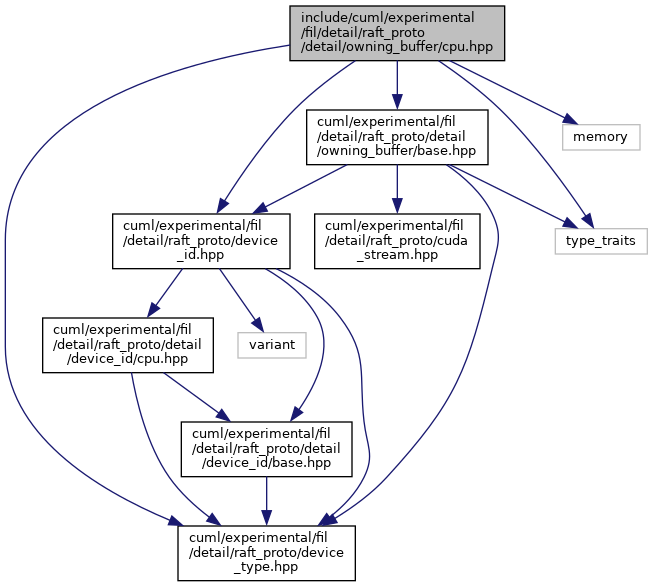 include/cuml/experimental
/fil/detail/raft_proto
/detail/owning_buffer/cpu.hpp
cuml/experimental/fil
/detail/raft_proto/detail
/owning_buffer/base.hpp
memory
cuml/experimental/fil
/detail/raft_proto/device
_id.hpp
cuml/experimental/fil
/detail/raft_proto/cuda
_stream.hpp
type_traits
cuml/experimental/fil
/detail/raft_proto/detail
/device_id/cpu.hpp
variant
cuml/experimental/fil
/detail/raft_proto/detail
/device_id/base.hpp
cuml/experimental/fil
/detail/raft_proto/device
_type.hpp